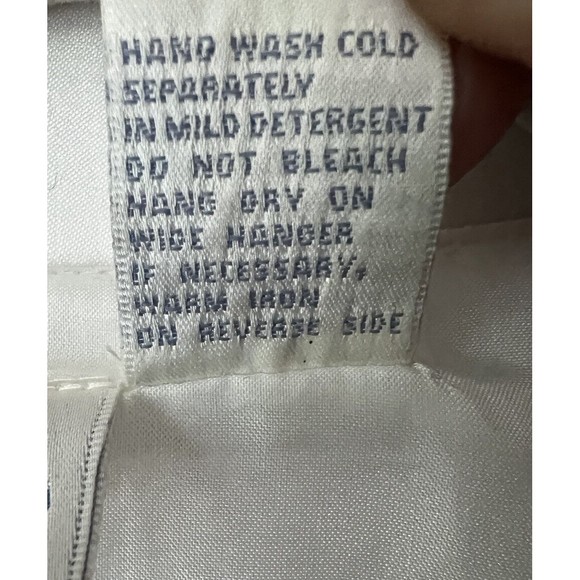 HAND WASH COLD
SEPARATELY
IN MILD DETERGENT
DO NOT BLEACH
HANG DRY ON
WIDE HANGER
IF NECESSARY,
WARM IRON
ON REVERSE SIDE